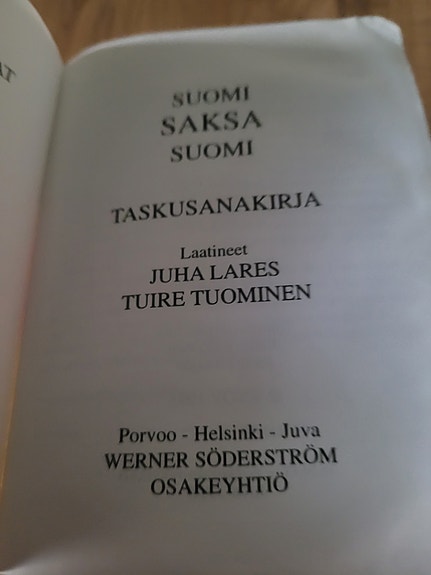 SUOMI
SAKSA
SUOMI
TASKUSANAKIRJA
Laatineet
JUHA LARES
TUIRE TUOMINEN
Porvoo - Helsinki - Juva
WERNER SÖDERSTRÖM
OSAKEYHTIÖ